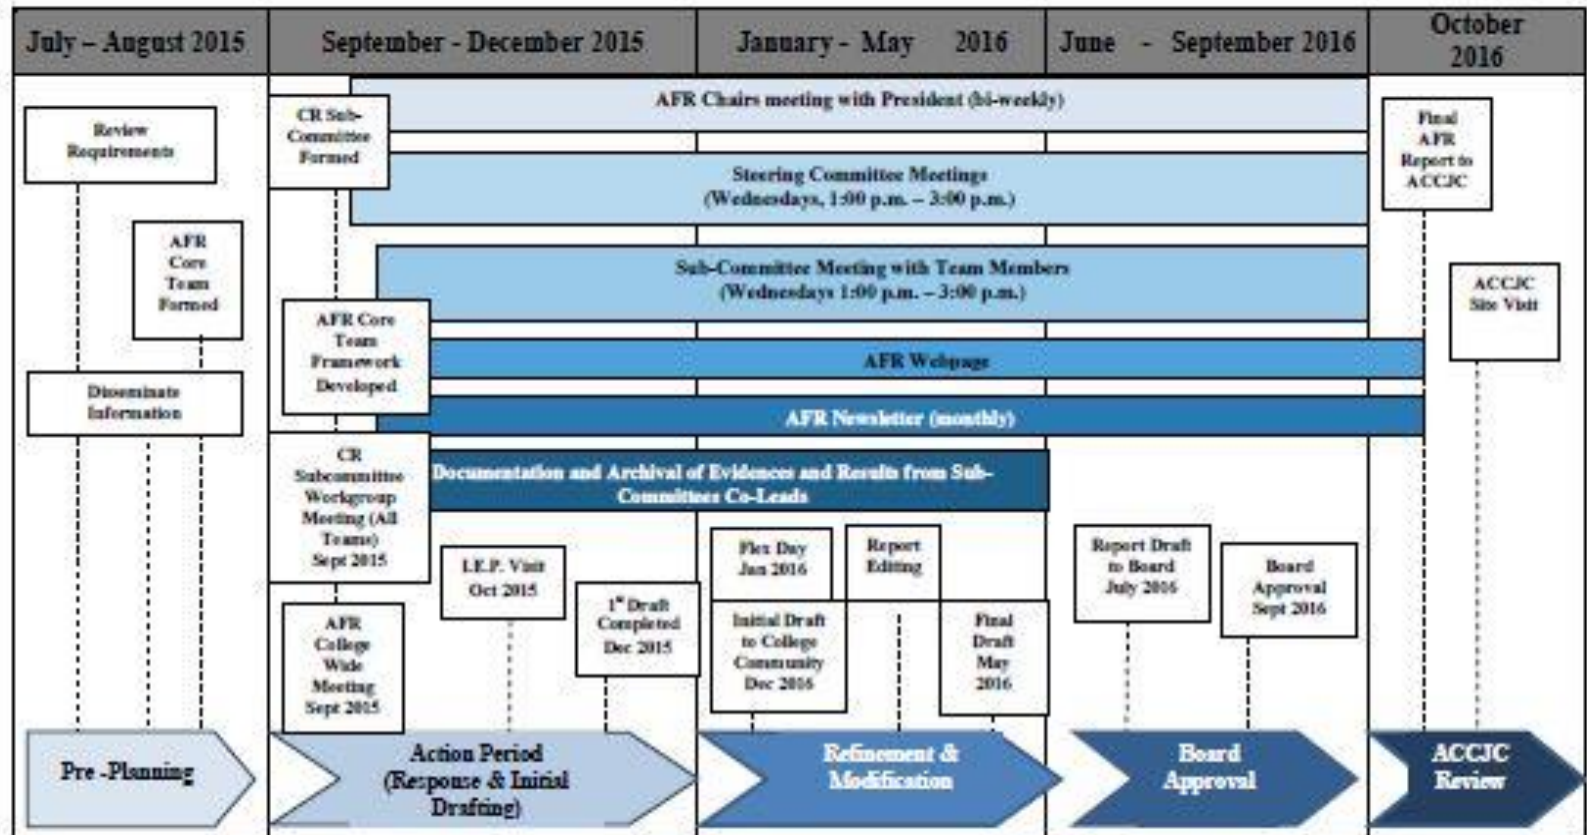 July – August 2015
September - December 2015
January - May 2016
June - September 2016
October
2016
Review
Requirements
AFR
Core
Team
Formed
Disseminate
Information
CR Sub-
Committee
Formed
AFR Core
Team
Framework
Developed
CR
Subcommittee
Workgroup
Meeting (All
Teams)
Sept 2015
AFR
College
Wide
Meeting
Sept 2015
AFR Chairs meeting with President (bi-weekly)
Steering Committee Meetings
(Wednesdays, 1:00 p.m. – 3:00 p.m.)
Sub-Committee Meeting with Team Members
(Wednesdays 1:00 p.m. – 3:00 p.m.)
AFR Webpage
AFR Newsletter (monthly)
Documentation and Archival of Evidences and Results from Sub-
Committees Co-Leads
I.E.P. Visit
Oct 2015
1st Draft
Completed
Dec 2015
Flex Day
Jan 2016
Initial Draft
to College
Community
Dec 2016
Report
Editing
Final
Draft
May
2016
Report Draft
to Board
July 2016
Board
Approval
Sept 2016
Final
AFR
Report to
ACCJC
ACCJC
Site Visit
Pre -Planning
Action Period
(Response & Initial
Drafting)
Refinement &
Modification
Board
Approval
ACCJC
Review